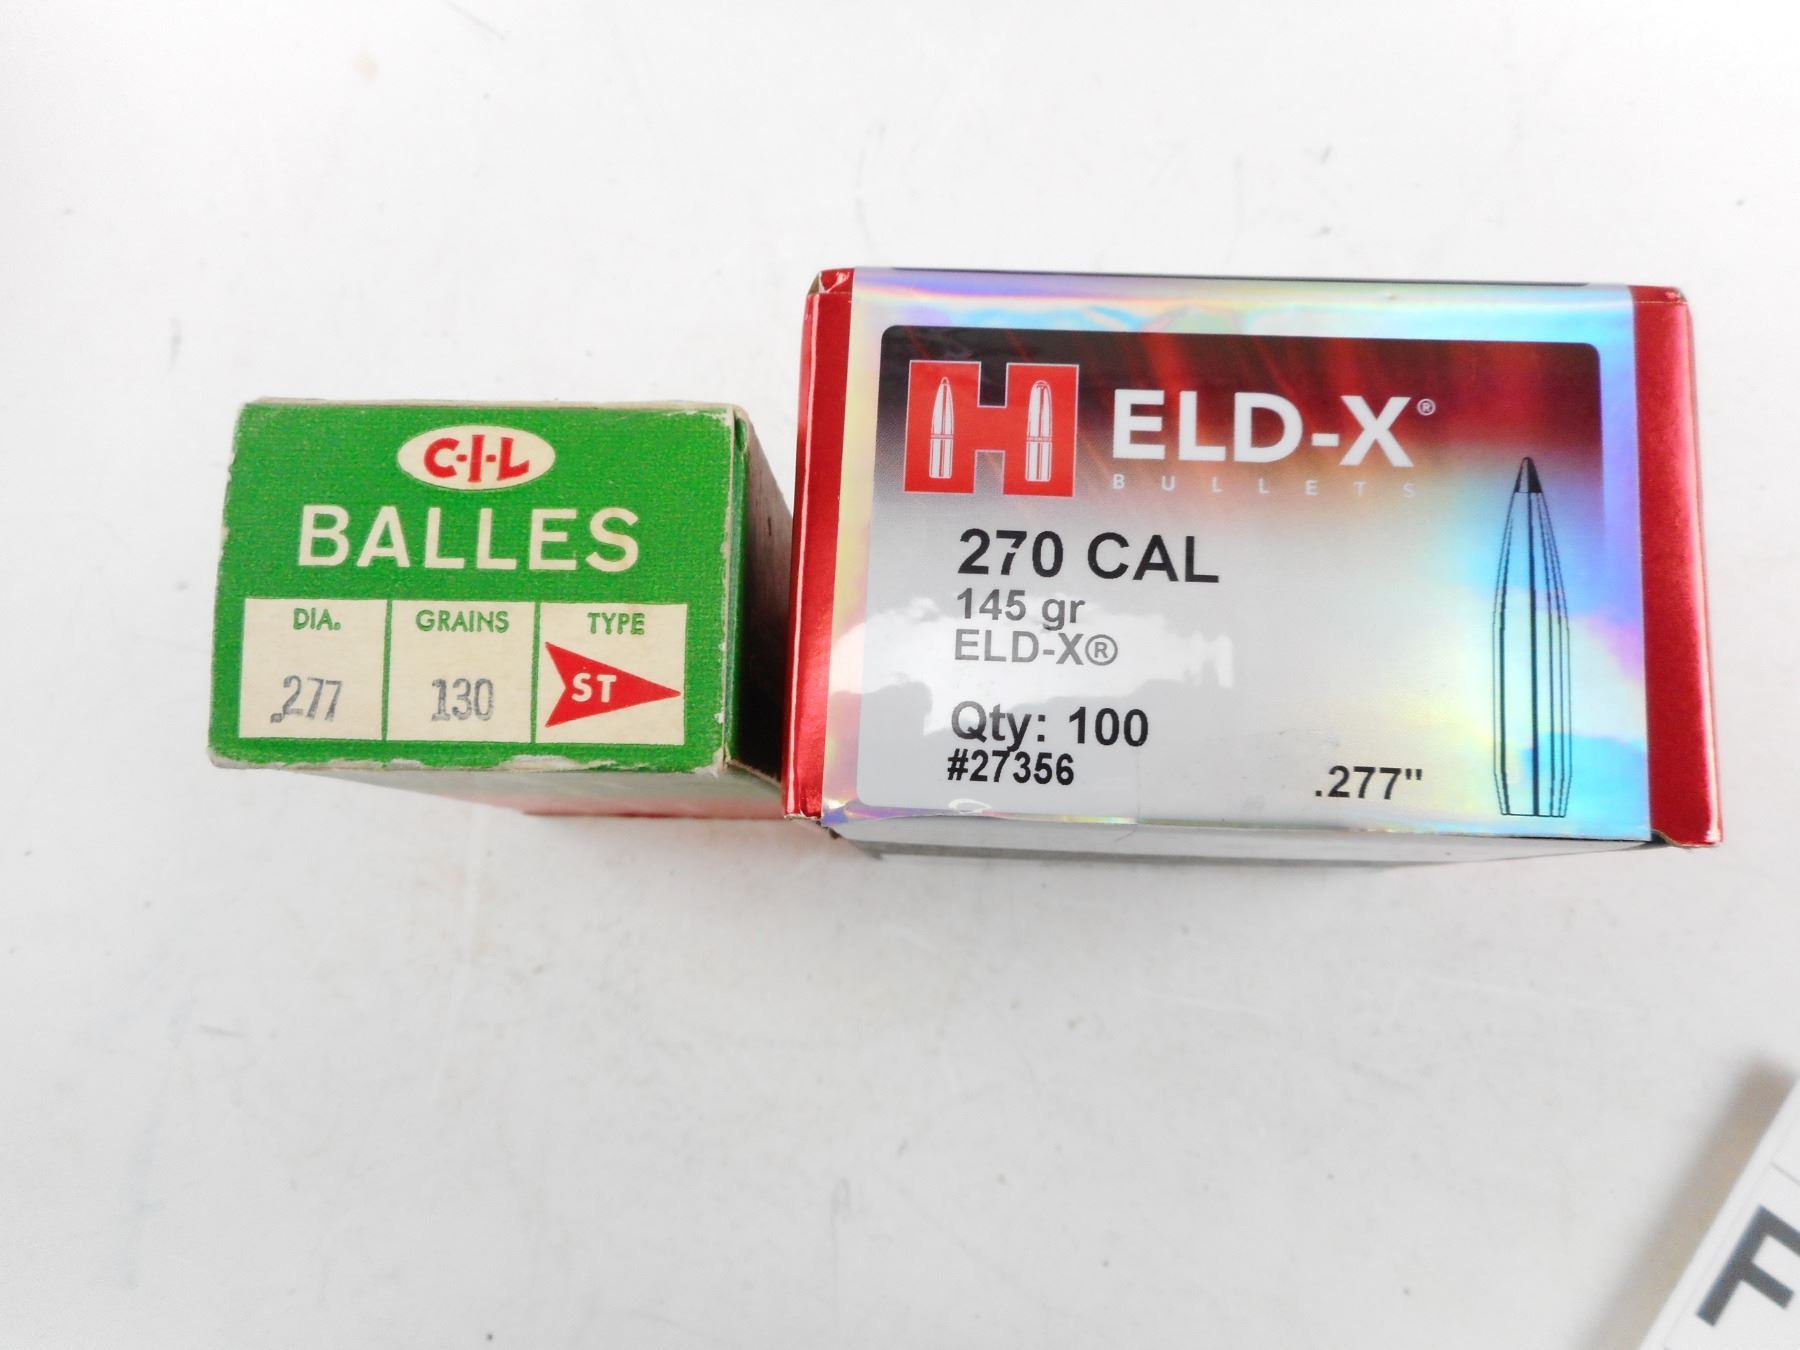 C-I-L
BALLES
DIA. GRAINS TYPE
.277 130 ST
H ELD-X®
BULLETS
270 CAL
145 gr
ELD-X®
Qty: 100
#27356
.277"
F